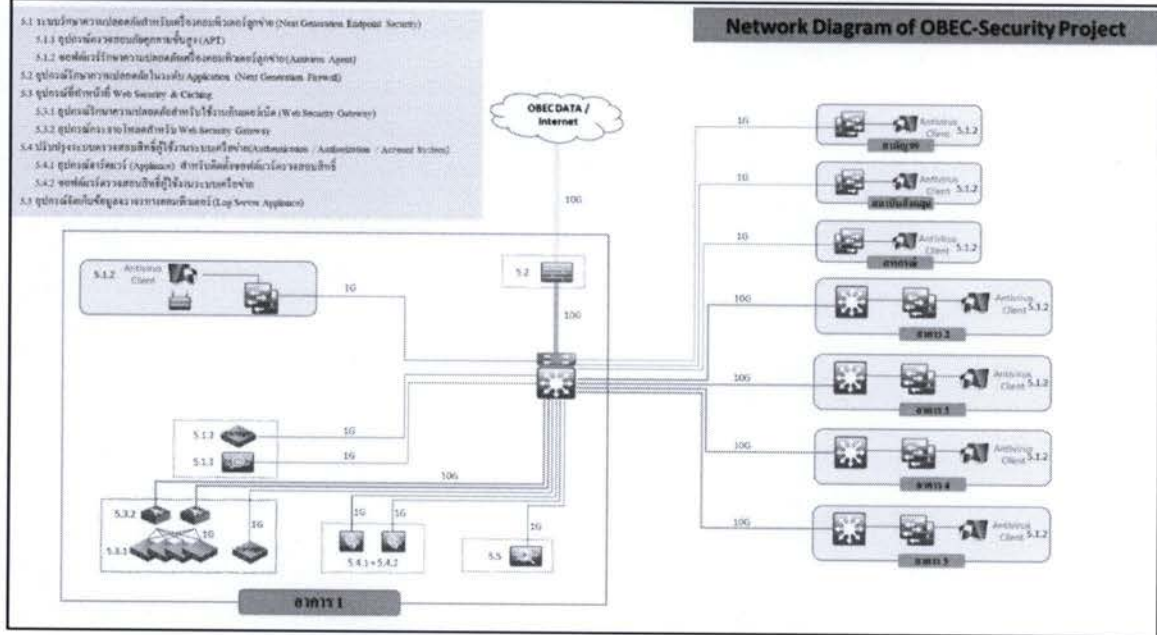 Network Diagram of OBEC-Security Project
5.1 ระบบรักษาความปลอดภัยสำหรับเครื่องคอมพิวเตอร์ลูกข่าย (Next Generation Endpoint Security)
5.1.1 อุปกรณ์ตรวจสอบภัยคุกคามขั้นสูง (APT)
5.1.2 ซอฟต์แวร์รักษาความปลอดภัยเครื่องคอมพิวเตอร์ลูกข่าย (Antivirus Agent)
5.2 อุปกรณ์รักษาความปลอดภัยในระดับ Application (Next Generation Firewall)
5.3 อุปกรณ์ที่ทำหน้าที่ Web Security & Caching
5.3.1 อุปกรณ์รักษาความปลอดภัยสำหรับใช้งานอินเตอร์เน็ต (Web Security Gateway)
5.3.2 อุปกรณ์กระจายโหลดสำหรับ Web Security Gateway
5.4 ปรับปรุงระบบตรวจสอบสิทธิ์ผู้ใช้งานระบบเครือข่าย (Authentication / Authorization / Account System)
5.4.1 อุปกรณ์ฮาร์ดแวร์ (Appliance) สำหรับติดตั้งซอฟต์แวร์ตรวจสอบสิทธิ์
5.4.2 ซอฟต์แวร์ตรวจสอบสิทธิ์ผู้ใช้งานระบบเครือข่าย
5.5 อุปกรณ์จัดเก็บข้อมูลจราจรทางคอมพิวเตอร์ (Log Server Appliance)
OBEC DATA /
Internet
10G
5.2
10G
5.1.2 Antivirus
Client
1G
5.1.1
1G
5.1.1
1G
10G
5.3.2
5.3.1
1G
1G
1G
1G
5.4.1 + 5.4.2
1G
5.5
อาคาร 1
1G
Antivirus
Client 5.1.2
1G
Antivirus
Client 5.1.2
สถาบันอังกฤษ
1G
Antivirus
Client 5.1.2
10G
Antivirus
Client 5.1.2
อาคาร 2
10G
Antivirus
Client 5.1.2
10G
Antivirus
Client 5.1.2
อาคาร 4
10G
Antivirus
Client 5.1.2
อาคาร 5